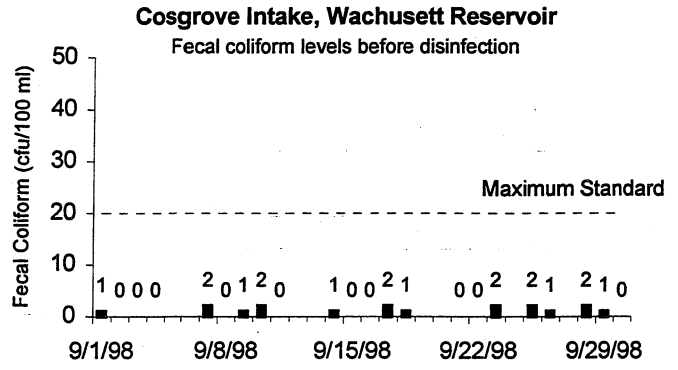 Cosgrove Intake, Wachusett Reservoir
Fecal coliform levels before disinfection
Fecal Coliform (cfu/100 ml)
50
40
30
20
10
0
Maximum Standard
1 0 0 0 2 0 1 2 0 1 0 0 2 1 0 0 2 2 1 2 1 0
9/1/98 9/8/98 9/15/98 9/22/98 9/29/98